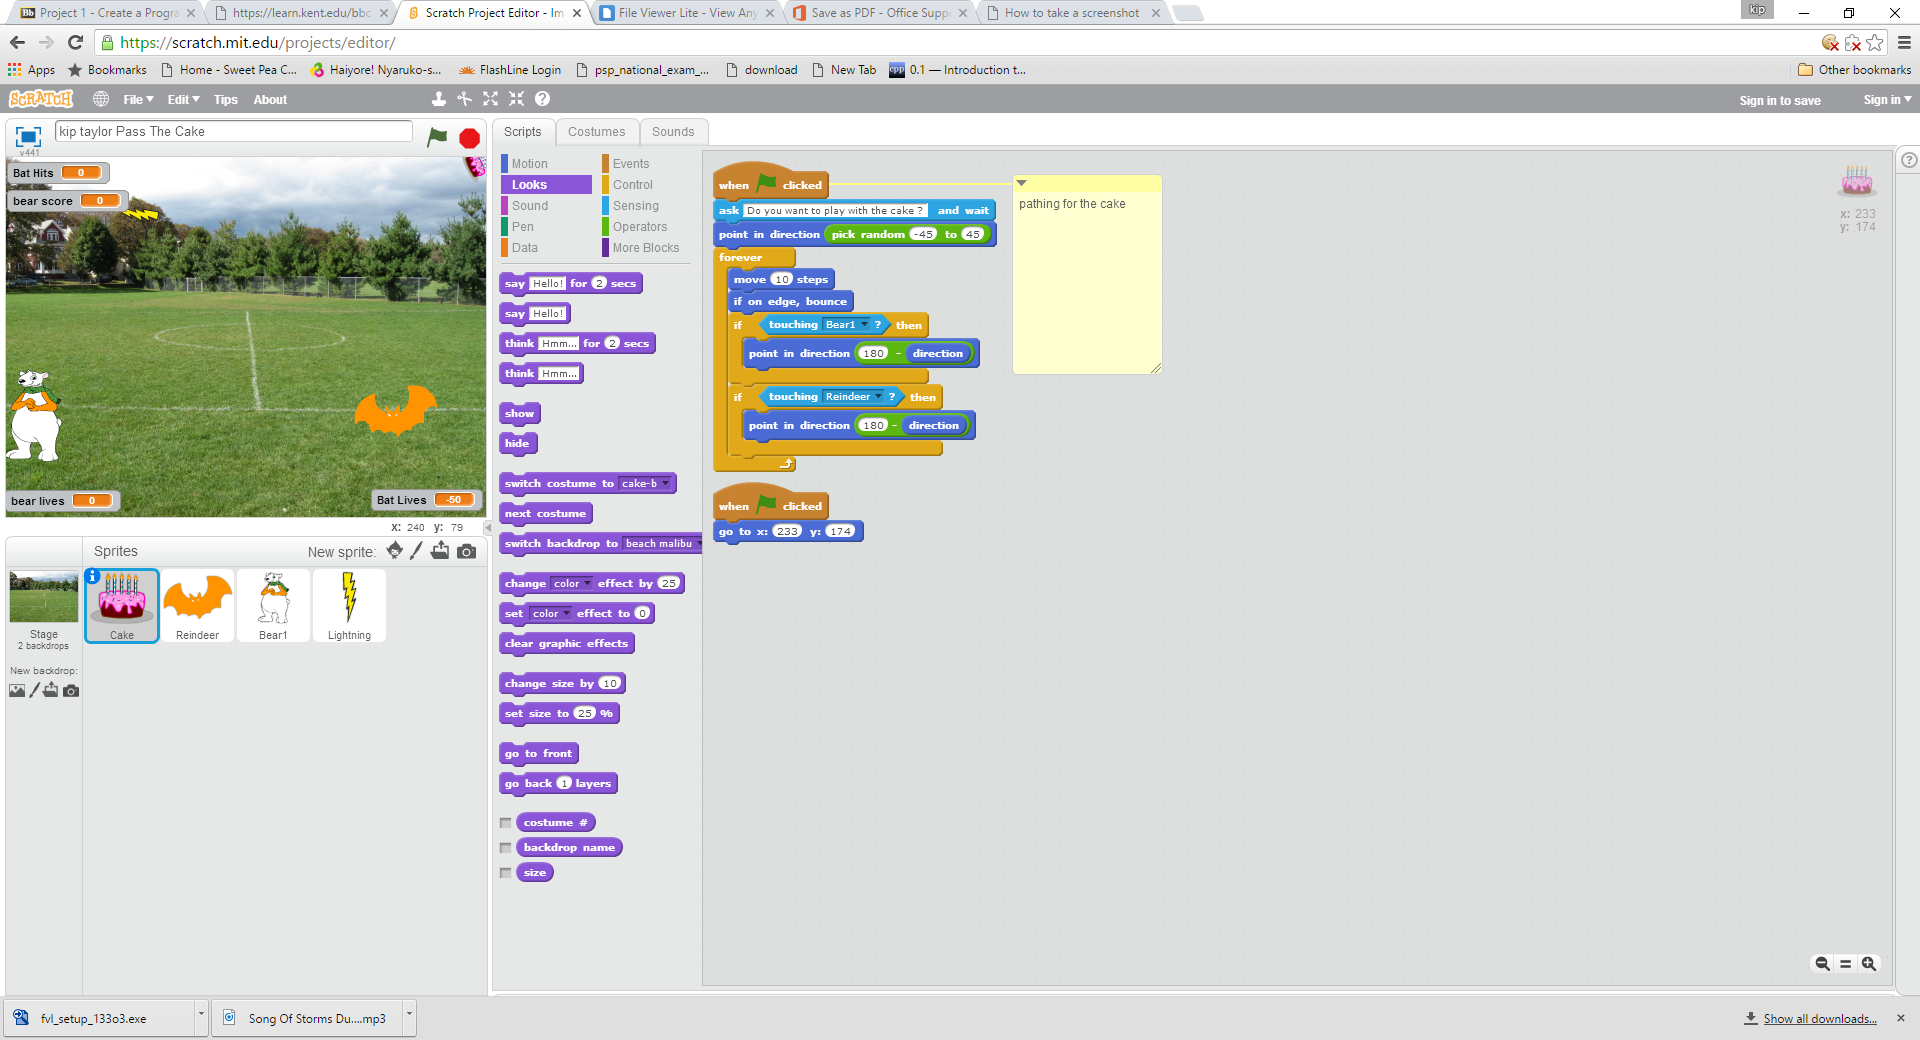 Project 1 - Create a Progra
https://learn.kent.edu/bbc
Scratch Project Editor - Im
File Viewer Lite - View Any
Save as PDF - Office Supp
How to take a screenshot
kip
https://scratch.mit.edu/projects/editor/
Apps
Bookmarks
Home - Sweet Pea C...
Haiyore! Nyaruko-s...
FlashLine Login
psp_national_exam_...
download
New Tab
cpp
0.1 — Introduction t...
Other bookmarks
SCRATCH
File
Edit
Tips
About
Sign in to save
Sign in
kip taylor Pass The Cake
v441
Bat Hits 0
bear score 0
bear lives 0
Bat Lives -50
x: 240 y: 79
Sprites
New sprite:
Stage
2 backdrops
New backdrop:
Cake
Reindeer
Bear1
Lightning
Scripts
Costumes
Sounds
Motion
Looks
Sound
Pen
Data
Events
Control
Sensing
Operators
More Blocks
say Hello! for 2 secs
say Hello!
think Hmm... for 2 secs
think Hmm...
show
hide
switch costume to cake-b
next costume
switch backdrop to beach malibu
change color effect by 25
set color effect to 0
clear graphic effects
change size by 10
set size to 25 %
go to front
go back 1 layers
costume #
backdrop name
size
when clicked
ask Do you want to play with the cake ? and wait
point in direction pick random -45 to 45
forever
move 10 steps
if on edge, bounce
if touching Bear1 ? then
point in direction 180 - direction
if touching Reindeer ? then
point in direction 180 - direction
when clicked
go to x: 233 y: 174
pathing for the cake
x: 233
y: 174
fvl_setup_133o3.exe
Song Of Storms Du....mp3
Show all downloads...